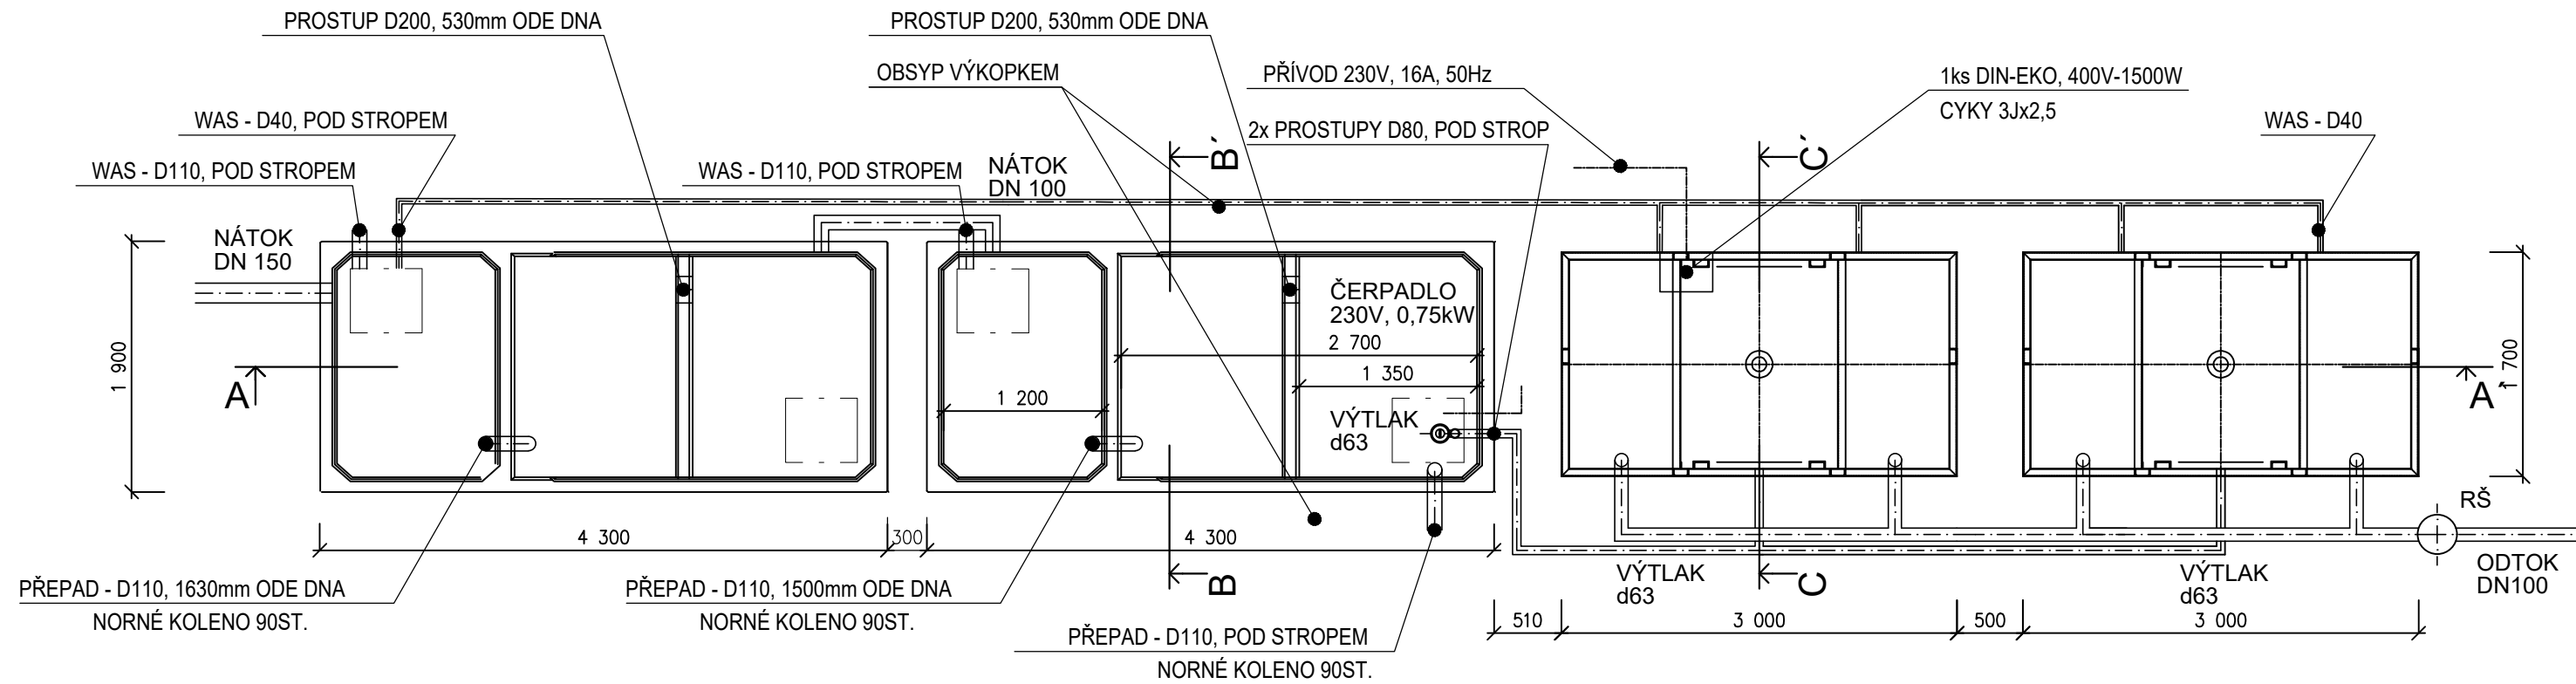 PROSTUP D200, 530mm ODE DNA
PROSTUP D200, 530mm ODE DNA
OBSYP VÝKOPKEM
PŘÍVOD 230V, 16A, 50Hz
1ks DIN-EKO, 400V-1500W
CYKY 3Jx2,5
WAS - D40, POD STROPEM
2x PROSTUPY D80, POD STROP
WAS - D40
WAS - D110, POD STROPEM
WAS - D110, POD STROPEM
NÁTOK
DN 100
B´
C´
NÁTOK
DN 150
ČERPADLO
230V, 0,75kW
2 700
1 350
1 200
1 900
1 700
A
A´
VÝTLAK
d63
RŠ
4 300
300
4 300
ODTOK
DN100
B
C
VÝTLAK
d63
VÝTLAK
d63
PŘEPAD - D110, 1630mm ODE DNA
NORNÉ KOLENO 90ST.
PŘEPAD - D110, 1500mm ODE DNA
NORNÉ KOLENO 90ST.
510
3 000
500
3 000
PŘEPAD - D110, POD STROPEM
NORNÉ KOLENO 90ST.